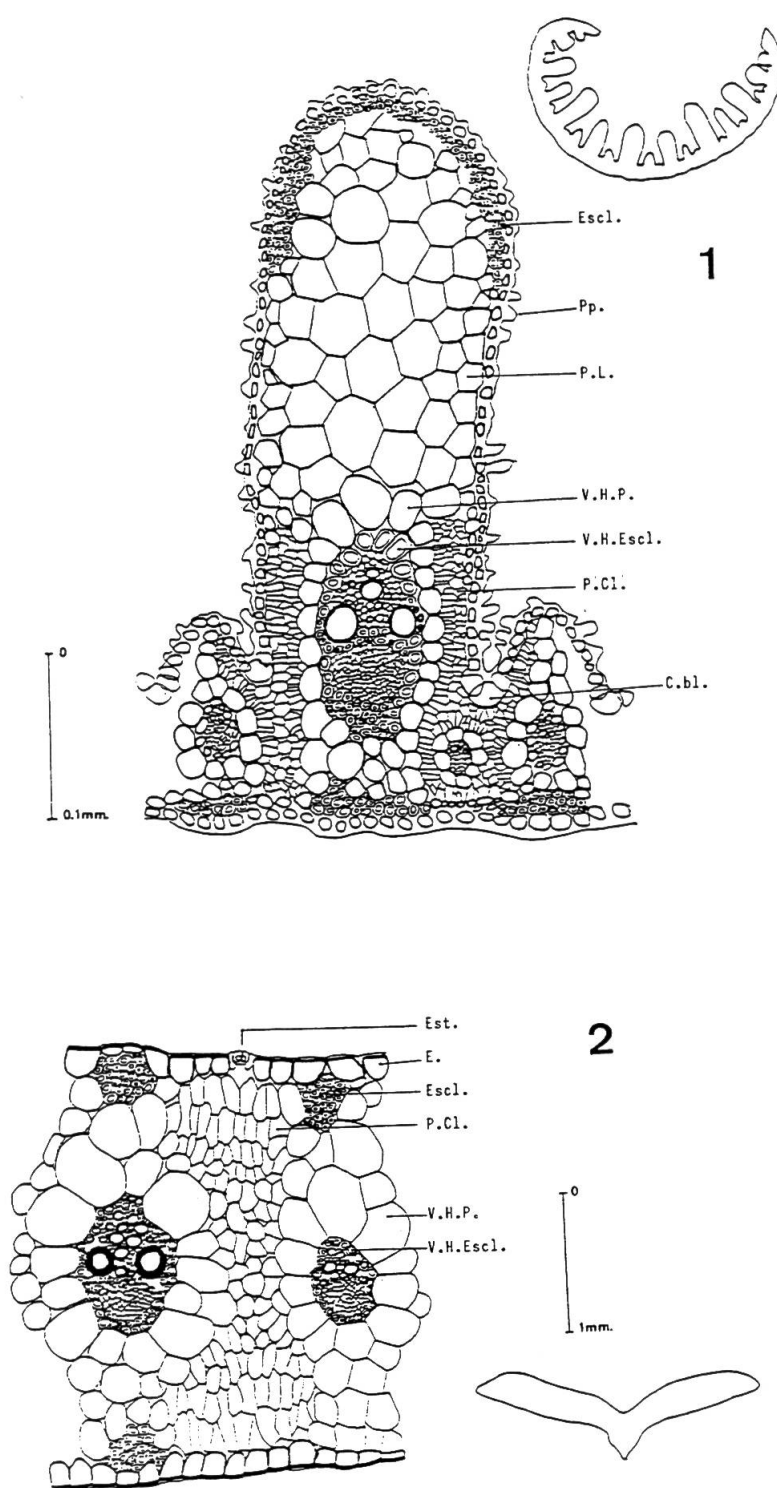 1
Escl.
Pp.
P.L.
V.H.P.
V.H.Escl.
P.Cl.
C.bl.
0
0.1mm.
2
Est.
E.
Escl.
P.Cl.
V.H.P.
V.H.Escl.
0
1mm.